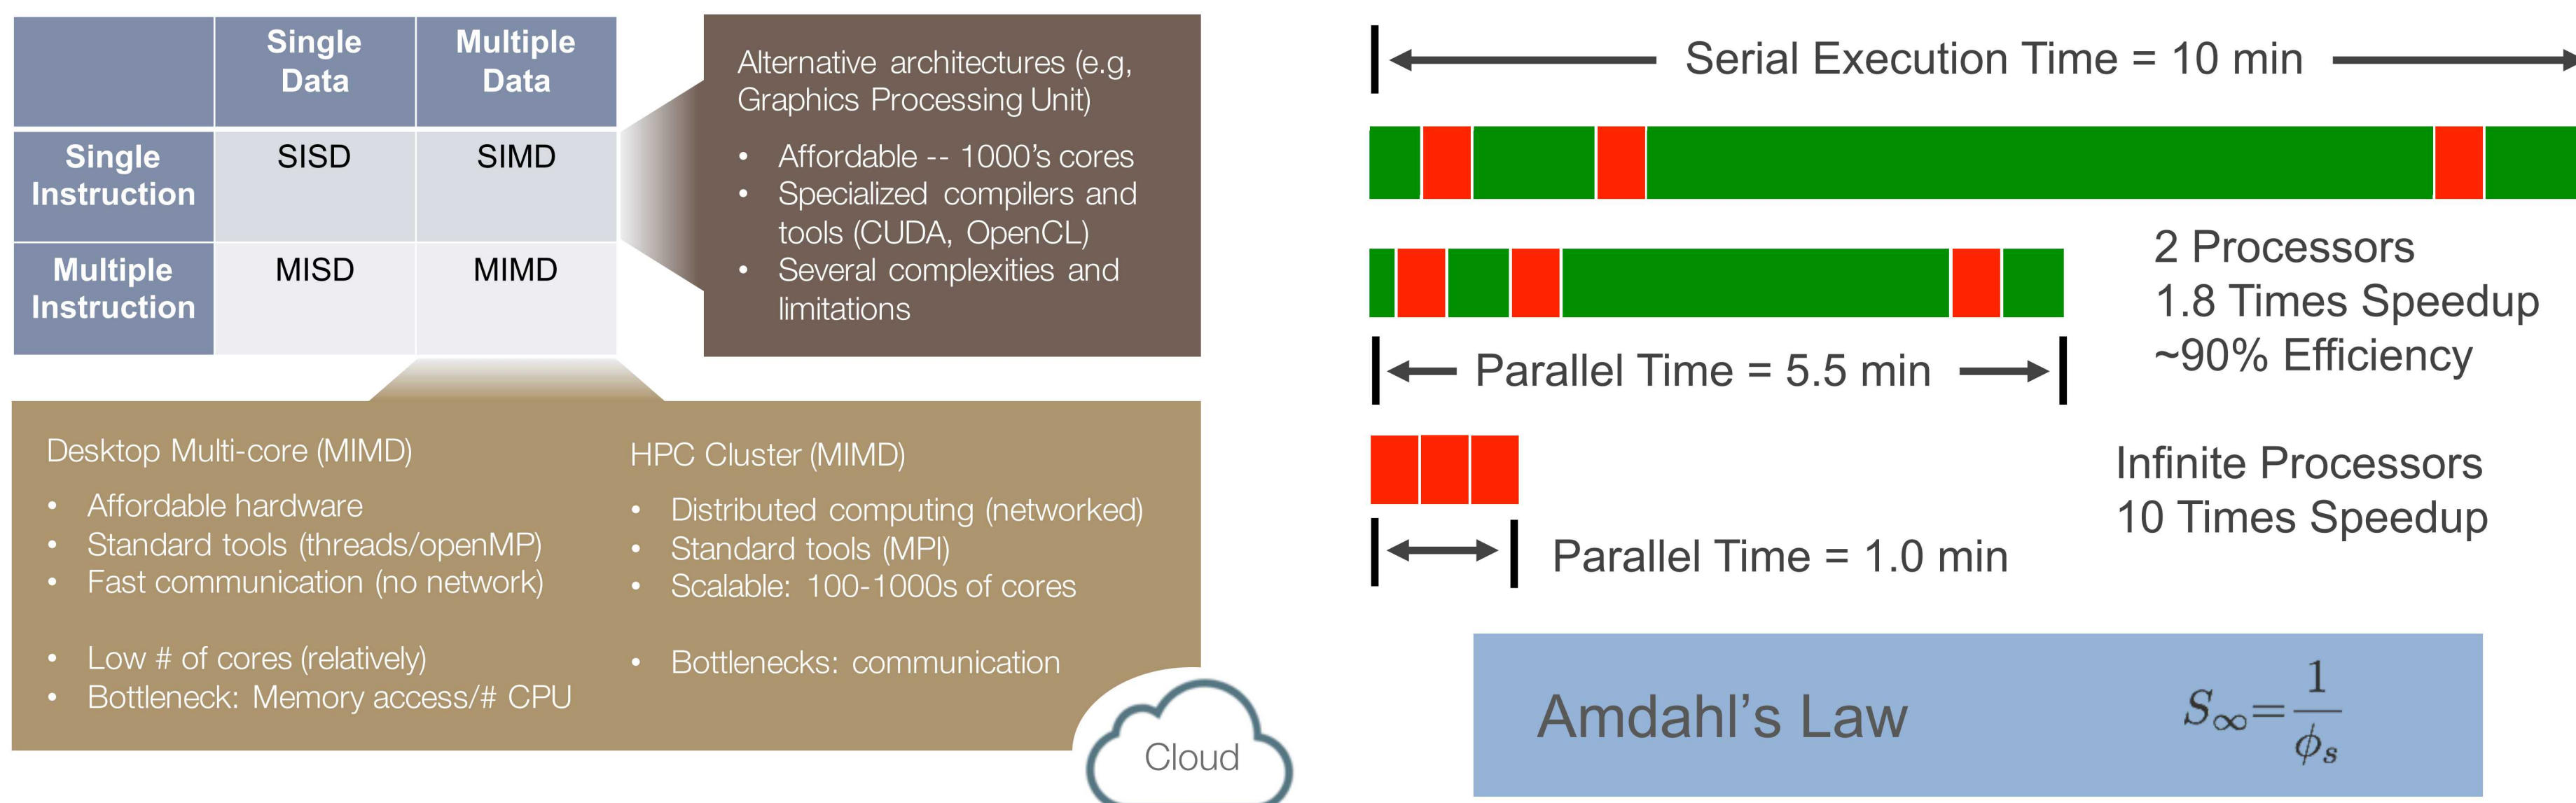 Single
Data
Multiple
Data
Single
Instruction
SISD
SIMD
Multiple
Instruction
MISD
MIMD
Alternative architectures (e.g,
Graphics Processing Unit)
• Affordable -- 1000's cores
• Specialized compilers and
tools (CUDA, OpenCL)
• Several complexities and
limitations
Desktop Multi-core (MIMD)
• Affordable hardware
• Standard tools (threads/openMP)
• Fast communication (no network)
• Low # of cores (relatively)
• Bottleneck: Memory access/# CPU
HPC Cluster (MIMD)
• Distributed computing (networked)
• Standard tools (MPI)
• Scalable: 100-1000s of cores
• Bottlenecks: communication
Cloud
Serial Execution Time = 10 min
2 Processors
1.8 Times Speedup
~90% Efficiency
Parallel Time = 5.5 min
Infinite Processors
10 Times Speedup
Parallel Time = 1.0 min
Amdahl's Law
S∞=1/ϕs